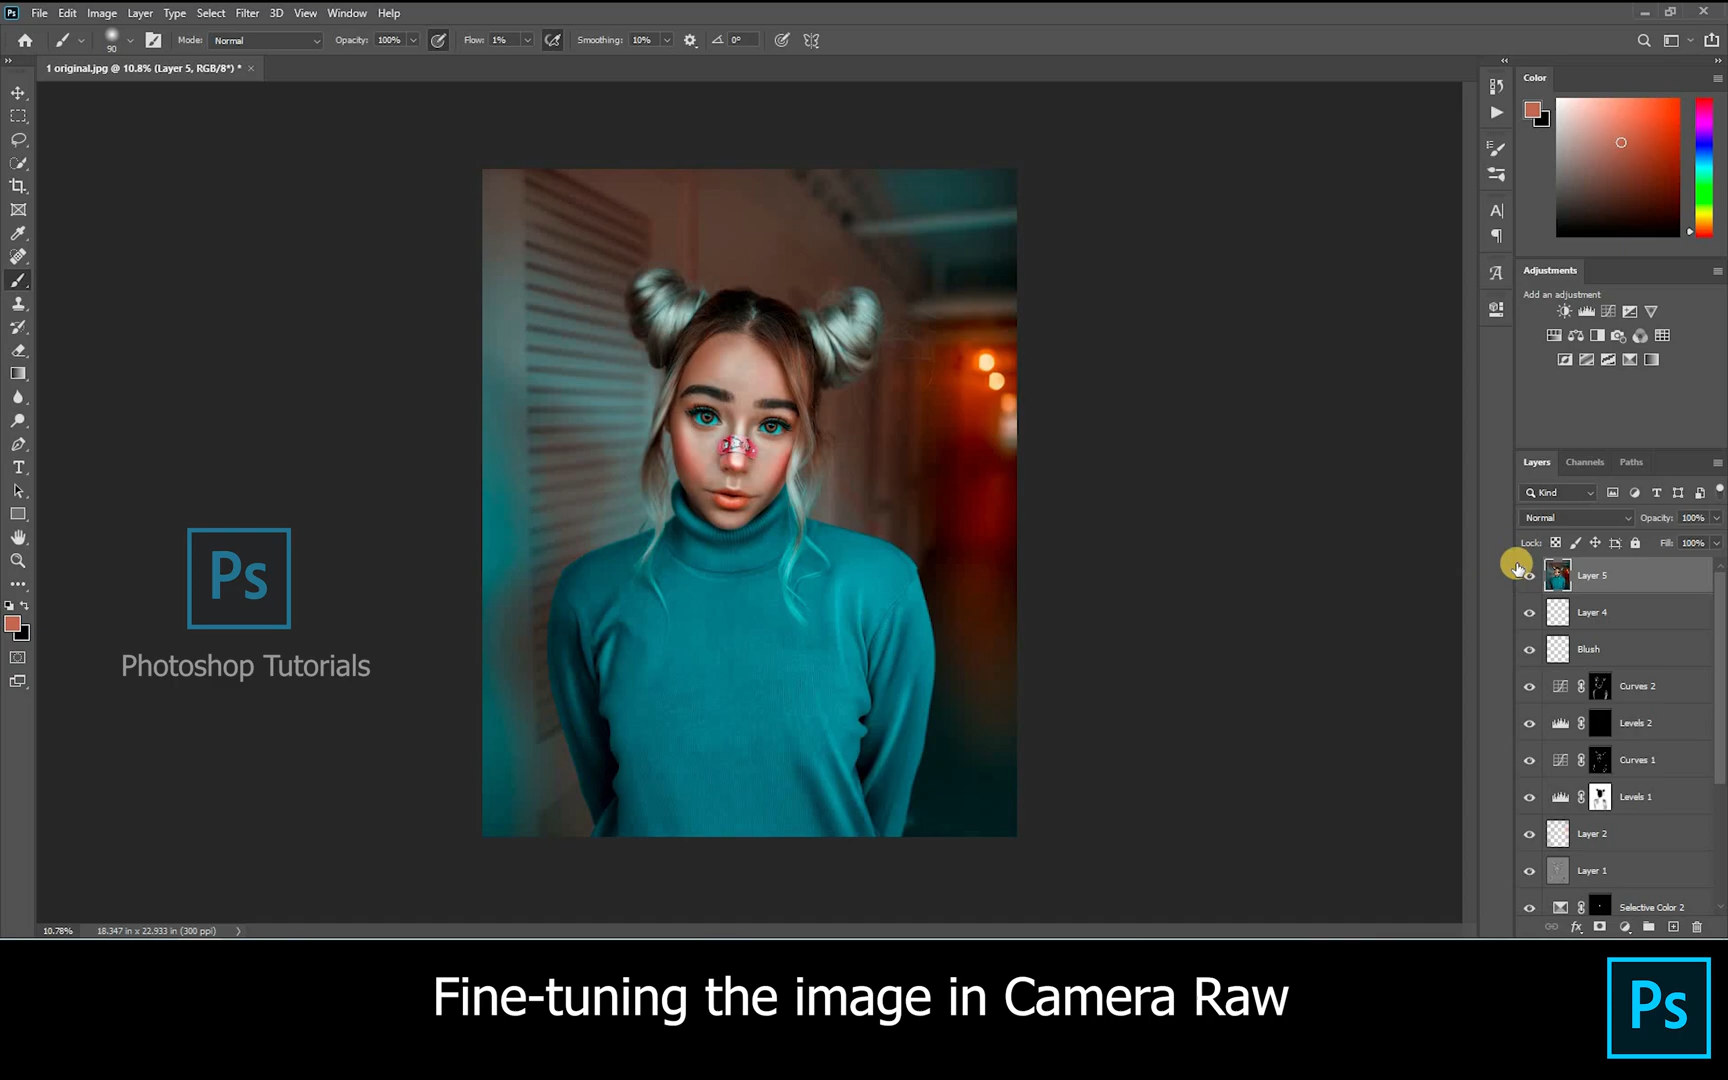 Ps File Edit Image Layer Type Select Filter 3D View Window Help
90 Mode: Normal Opacity: 100% Flow: 1% Smoothing: 10% 0°
1 original.jpg @ 10.8% (Layer 5, RGB/8*) * ×
Color
Adjustments
Add an adjustment
Layers Channels Paths
Kind
Normal Opacity: 100%
Lock: Fill: 100%
Layer 5
Layer 4
Blush
Curves 2
Levels 2
Curves 1
Levels 1
Layer 2
Layer 1
Selective Color 2
Ps
Photoshop Tutorials
10.78% 18.347 in x 22.933 in (300 ppi)
Fine-tuning the image in Camera Raw
Ps